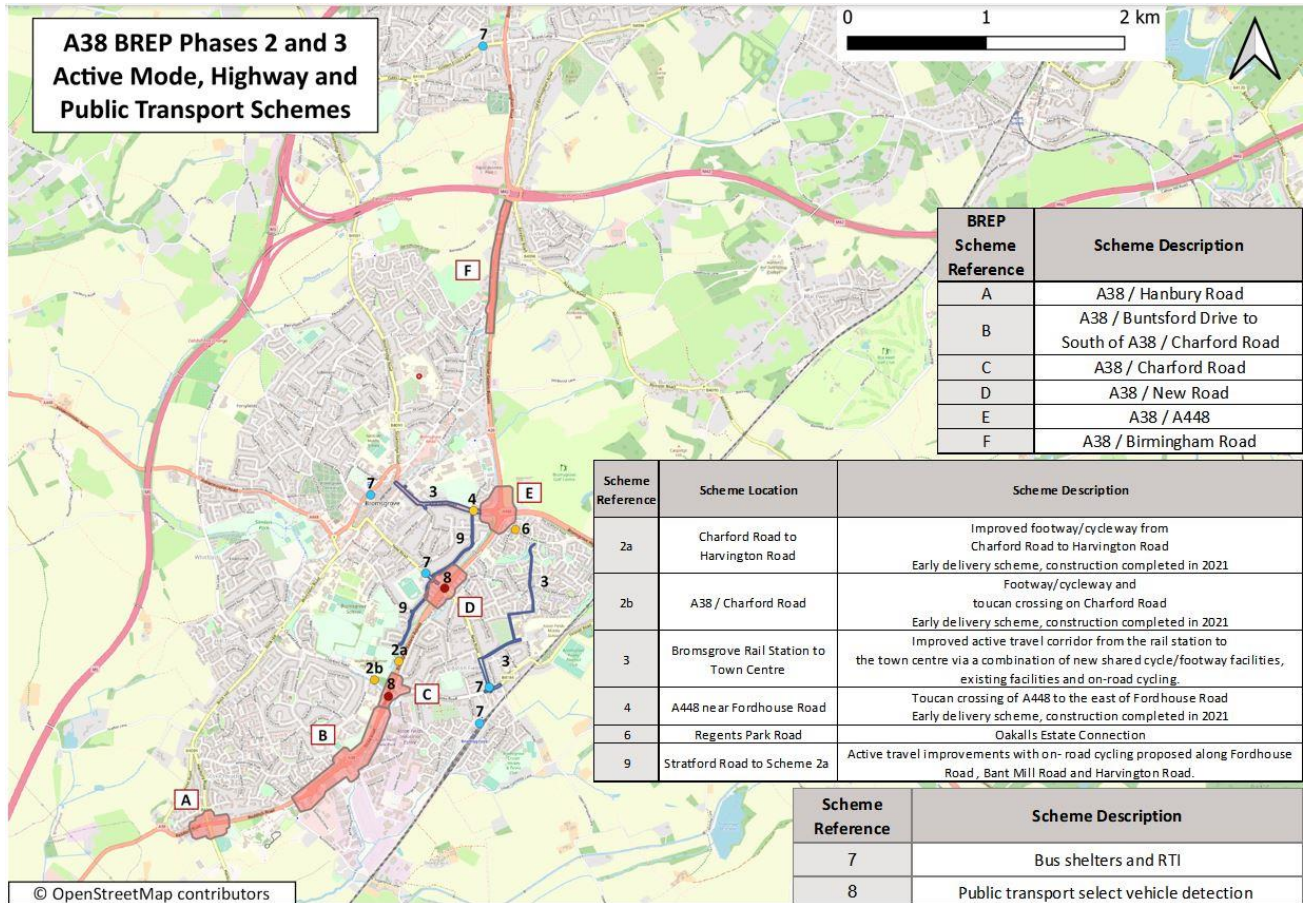 A38 BREP Phases 2 and 3
Active Mode, Highway and
Public Transport Schemes
0 1 2 km
7
F
BREP
Scheme
Reference
Scheme Description
A
A38 / Hanbury Road
B
A38 / Buntsford Drive to
South of A38 / Charford Road
C
A38 / Charford Road
D
A38 / New Road
E
A38 / A448
F
A38 / Birmingham Road
7
Bromsgrove
3
4
E
6
9
7
8
3
9
D
2a
2b
3
8
C
7
7
B
A
Scheme
Reference
Scheme Location
Scheme Description
2a
Charford Road to
Harvington Road
Improved footway/cycleway from
Charford Road to Harvington Road
Early delivery scheme, construction completed in 2021
2b
A38 / Charford Road
Footway/cycleway and
toucan crossing on Charford Road
Early delivery scheme, construction completed in 2021
3
Bromsgrove Rail Station to
Town Centre
Improved active travel corridor from the rail station to
the town centre via a combination of new shared cycle/footway facilities,
existing facilities and on-road cycling.
4
A448 near Fordhouse Road
Toucan crossing of A448 to the east of Fordhouse Road
Early delivery scheme, construction completed in 2021
6
Regents Park Road
Oakalls Estate Connection
9
Stratford Road to Scheme 2a
Active travel improvements with on- road cycling proposed along Fordhouse
Road , Bant Mill Road and Harvington Road.
Scheme
Reference
Scheme Description
7
Bus shelters and RTI
8
Public transport select vehicle detection
© OpenStreetMap contributors